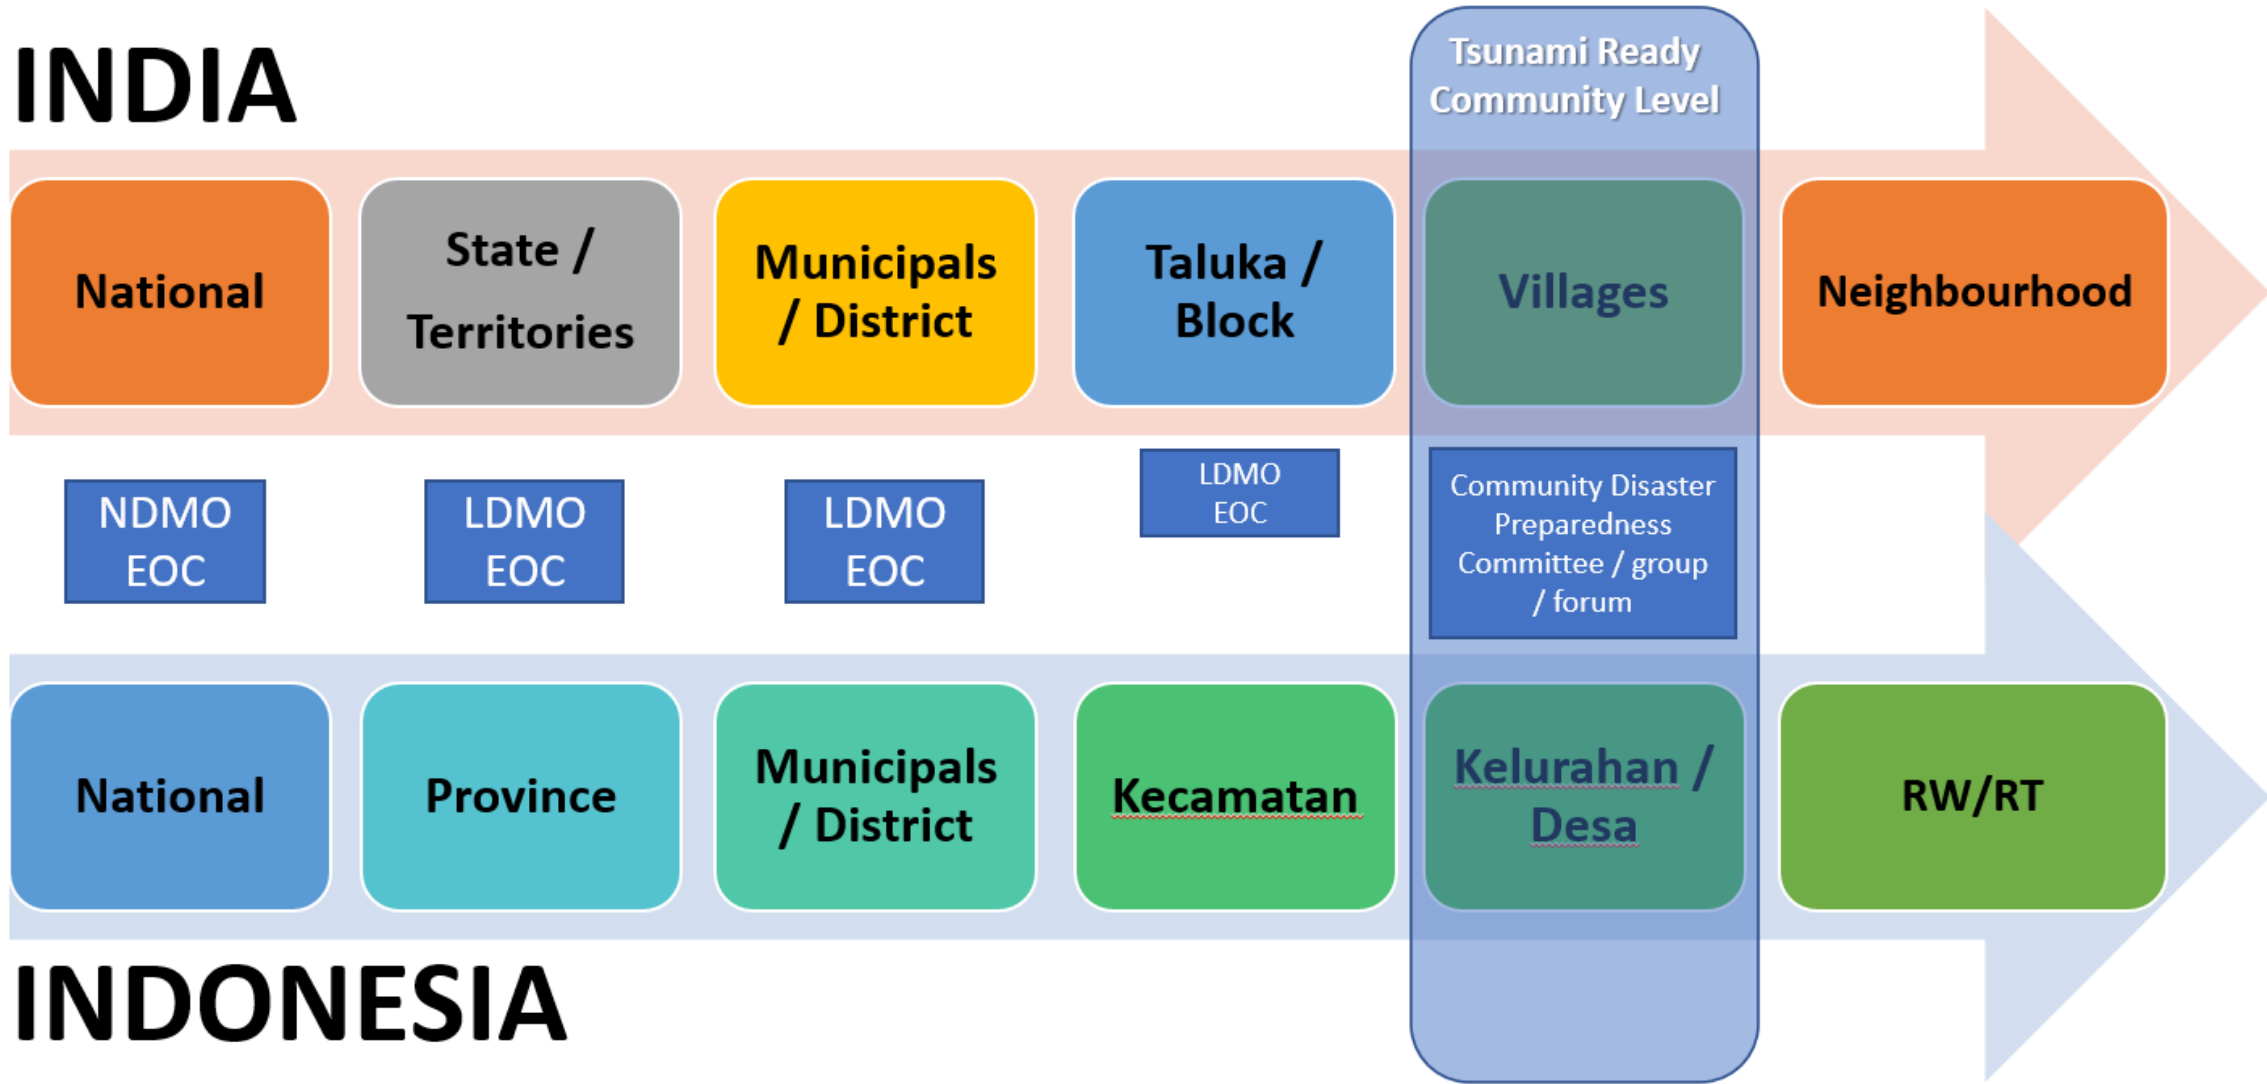 INDIA
Tsunami Ready
Community Level
National
State /
Territories
Municipals
/ District
Taluka /
Block
Villages
Neighbourhood
NDMO
EOC
LDMO
EOC
LDMO
EOC
LDMO
EOC
Community Disaster
Preparedness
Committee / group
/ forum
National
Province
Municipals
/ District
Kecamatan
Kelurahan /
Desa
RW/RT
INDONESIA